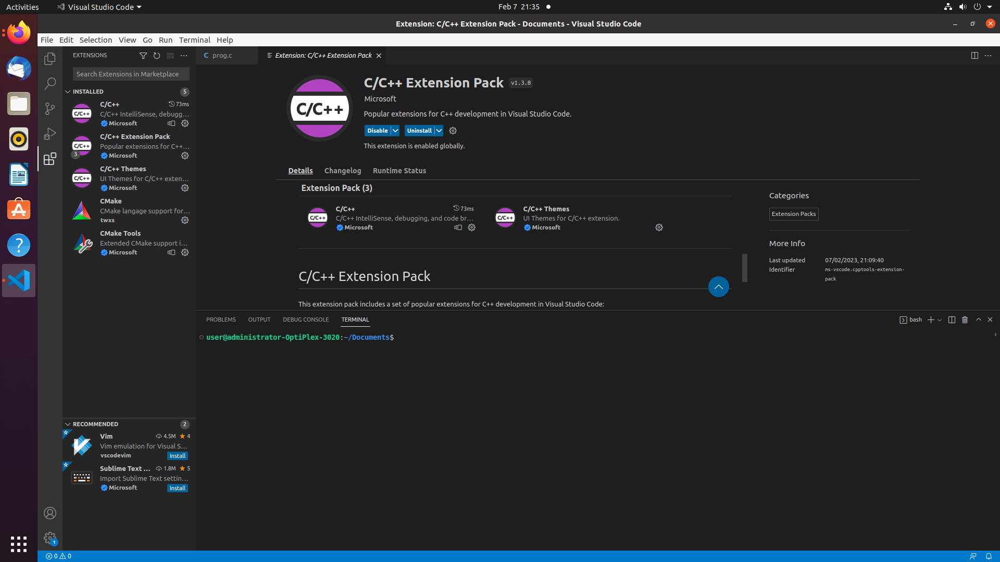 Activities
Visual Studio Code
Feb 7 21:35
Extension: C/C++ Extension Pack - Documents - Visual Studio Code
File Edit Selection View Go Run Terminal Help
EXTENSIONS
Search Extensions in Marketplace
INSTALLED 5
C/C++ 73ms
C/C++ IntelliSense, debugg...
Microsoft
C/C++ Extension Pack
Popular extensions for C++...
Microsoft
3
C/C++ Themes
UI Themes for C/C++ exten...
Microsoft
CMake
CMake langage support for...
twxs
CMake Tools
Extended CMake support i...
Microsoft
RECOMMENDED 2
Vim 4.5M 4
Vim emulation for Visual S...
vscodevim Install
Sublime Text ... 1.8M 5
Import Sublime Text settin...
Microsoft Install
C prog.c
Extension: C/C++ Extension Pack
C/C++
C/C++ Extension Pack v1.3.0
Microsoft
Popular extensions for C++ development in Visual Studio Code.
Disable Uninstall
This extension is enabled globally.
Details Changelog Runtime Status
Extension Pack (3)
C/C++ 73ms
C/C++ IntelliSense, debugging, and code br...
Microsoft
C/C++ Themes
UI Themes for C/C++ extension.
Microsoft
C/C++ Extension Pack
This extension pack includes a set of popular extensions for C++ development in Visual Studio Code:
Categories
Extension Packs
More Info
Last updated 07/02/2023, 21:09:40
Identifier ms-vscode.cpptools-extension-
pack
PROBLEMS OUTPUT DEBUG CONSOLE TERMINAL
bash
user@administrator-OptiPlex-3020:~/Documents$
1
0 0